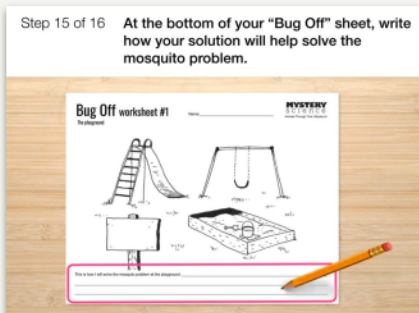 Step 15 of 16
At the bottom of your “Bug Off” sheet, write
how your solution will help solve the
mosquito problem.
Bug Off worksheet #1
Name
MYSTERY
SCIENCE
The playground
This is how I will solve the mosquito problem at the playground